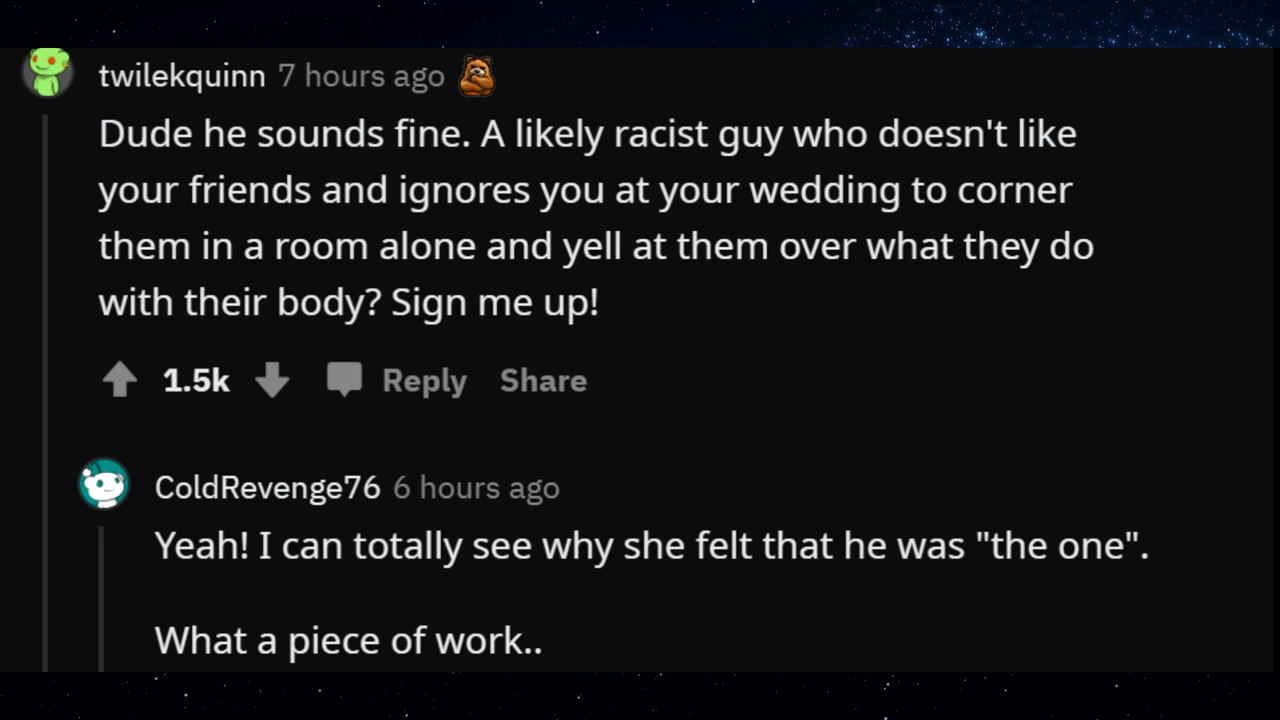 twilekquinn 7 hours ago
Dude he sounds fine. A likely racist guy who doesn't like
your friends and ignores you at your wedding to corner
them in a room alone and yell at them over what they do
with their body? Sign me up!
1.5k Reply Share
ColdRevenge76 6 hours ago
Yeah! I can totally see why she felt that he was "the one".
What a piece of work..